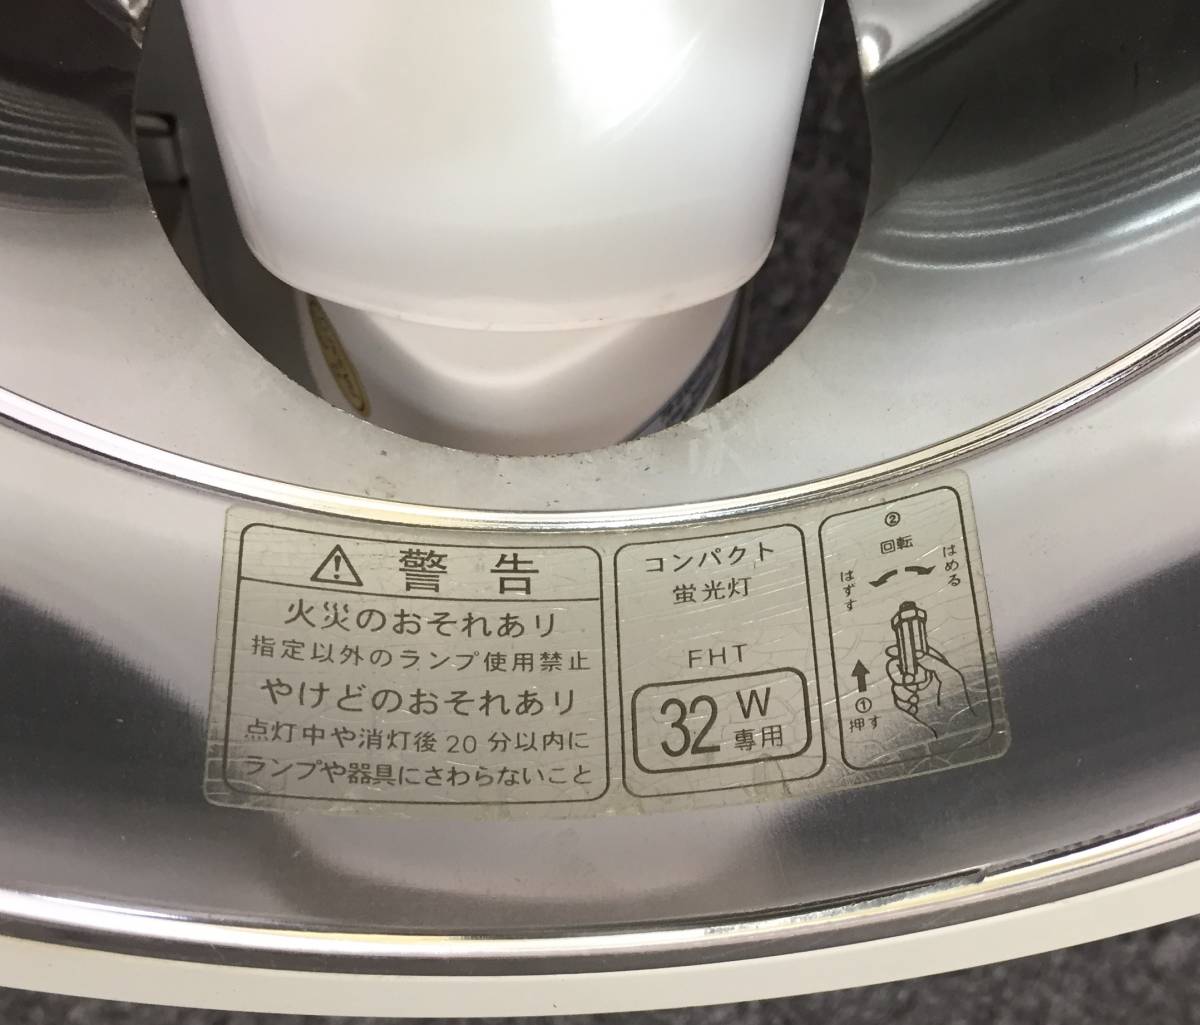 ⚠ 警告
火災のおそれあり
指定以外のランプ使用禁止
やけどのおそれあり
点灯中や消灯後20分以内に
ランプや器具にさわらないこと
コンパクト
蛍光灯
FHT
32W
専用
②
回転
はずす
はめる
①
押す